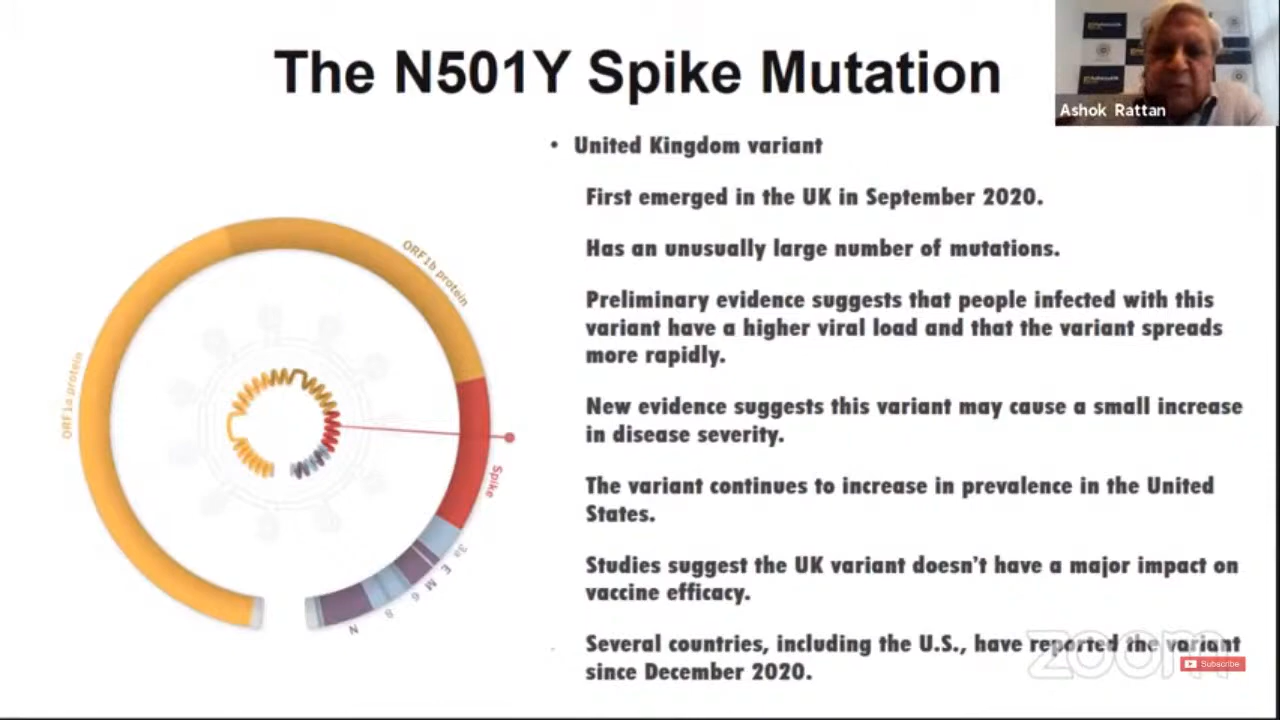 The N501Y Spike Mutation
Ashok Rattan
• United Kingdom variant
First emerged in the UK in September 2020.
Has an unusually large number of mutations.
Preliminary evidence suggests that people infected with this
variant have a higher viral load and that the variant spreads
more rapidly.
New evidence suggests this variant may cause a small increase
in disease severity.
The variant continues to increase in prevalence in the United
States.
Studies suggest the UK variant doesn't have a major impact on
vaccine efficacy.
Several countries, including the U.S., have reported the variant
since December 2020.
ORF1a protein
ORF1b protein
Spike
3a
E
M
6
8
N
zoom
Subscribe